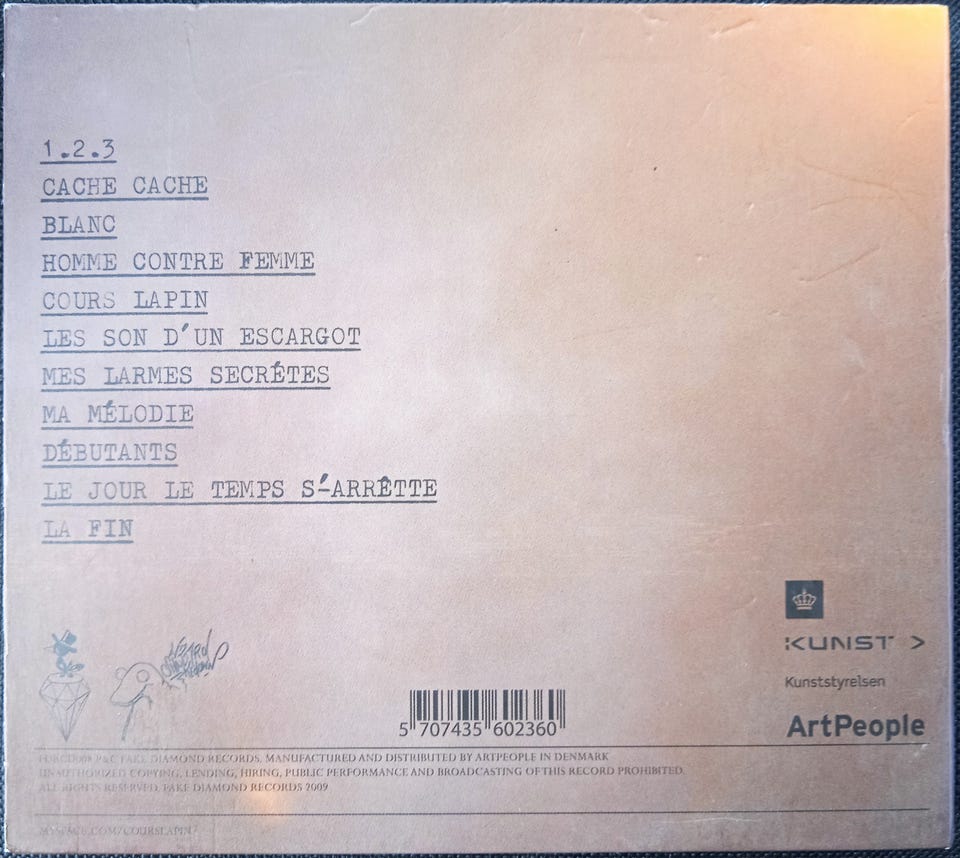 1.2.3
CACHE CACHE
BLANC
HOMME CONTRE FEMME
COURS LAPIN
LES SON D'UN ESCARGOT
MES LARMES SECRÉTES
MA MÉLODIE
DÉBUTANTS
LE JOUR LE TEMPS S'-ARRÊTTE
LA FIN
KUNST >
Kunststyrelsen
ArtPeople
5 707435 602360
P&C FAKE DIAMOND RECORDS, MANUFACTURED AND DISTRIBUTED BY ARTPEOPLE IN DENMARK
UNAUTHORIZED COPYING, LENDING, HIRING, PUBLIC PERFORMANCE AND BROADCASTING OF THIS RECORD PROHIBITED.
ALL RIGHTS RESERVED. FAKE DIAMOND RECORDS 2009
MYSPACE.COM/COURSLAPIN